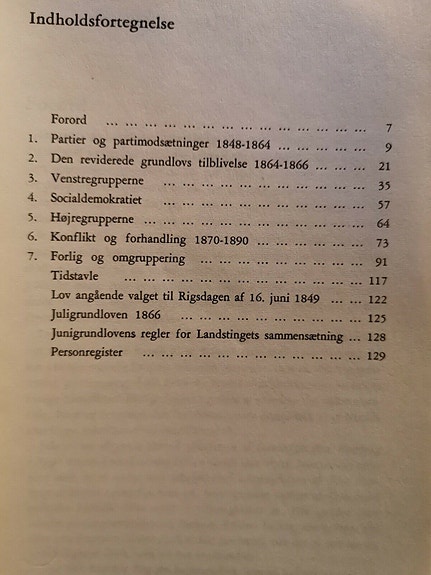 Indholdsfortegnelse
Forord ... ... ... ... ... ... ... ... ... ... ... ... ... ... 7
1. Partier og partimodsætninger 1848-1864 ... ... ... ... ... 9
2. Den reviderede grundlovs tilblivelse 1864-1866 ... ... ... 21
3. Venstregrupperne ... ... ... ... ... ... ... ... ... ... ... 35
4. Socialdemokratiet ... ... ... ... ... ... ... ... ... ... ... 57
5. Højregrupperne ... ... ... ... ... ... ... ... ... ... ... 64
6. Konflikt og forhandling 1870-1890 ... ... ... ... ... ... 73
7. Forlig og omgruppering ... ... ... ... ... ... ... ... ... 91
Tidstavle ... ... ... ... ... ... ... ... ... ... ... ... ... 117
Lov angående valget til Rigsdagen af 16. juni 1849 ... ... 122
Juligrundloven 1866 ... ... ... ... ... ... ... ... ... ... 125
Junigrundlovens regler for Landstingets sammensætning ... 128
Personregister ... ... ... ... ... ... ... ... ... ... ... ... 129